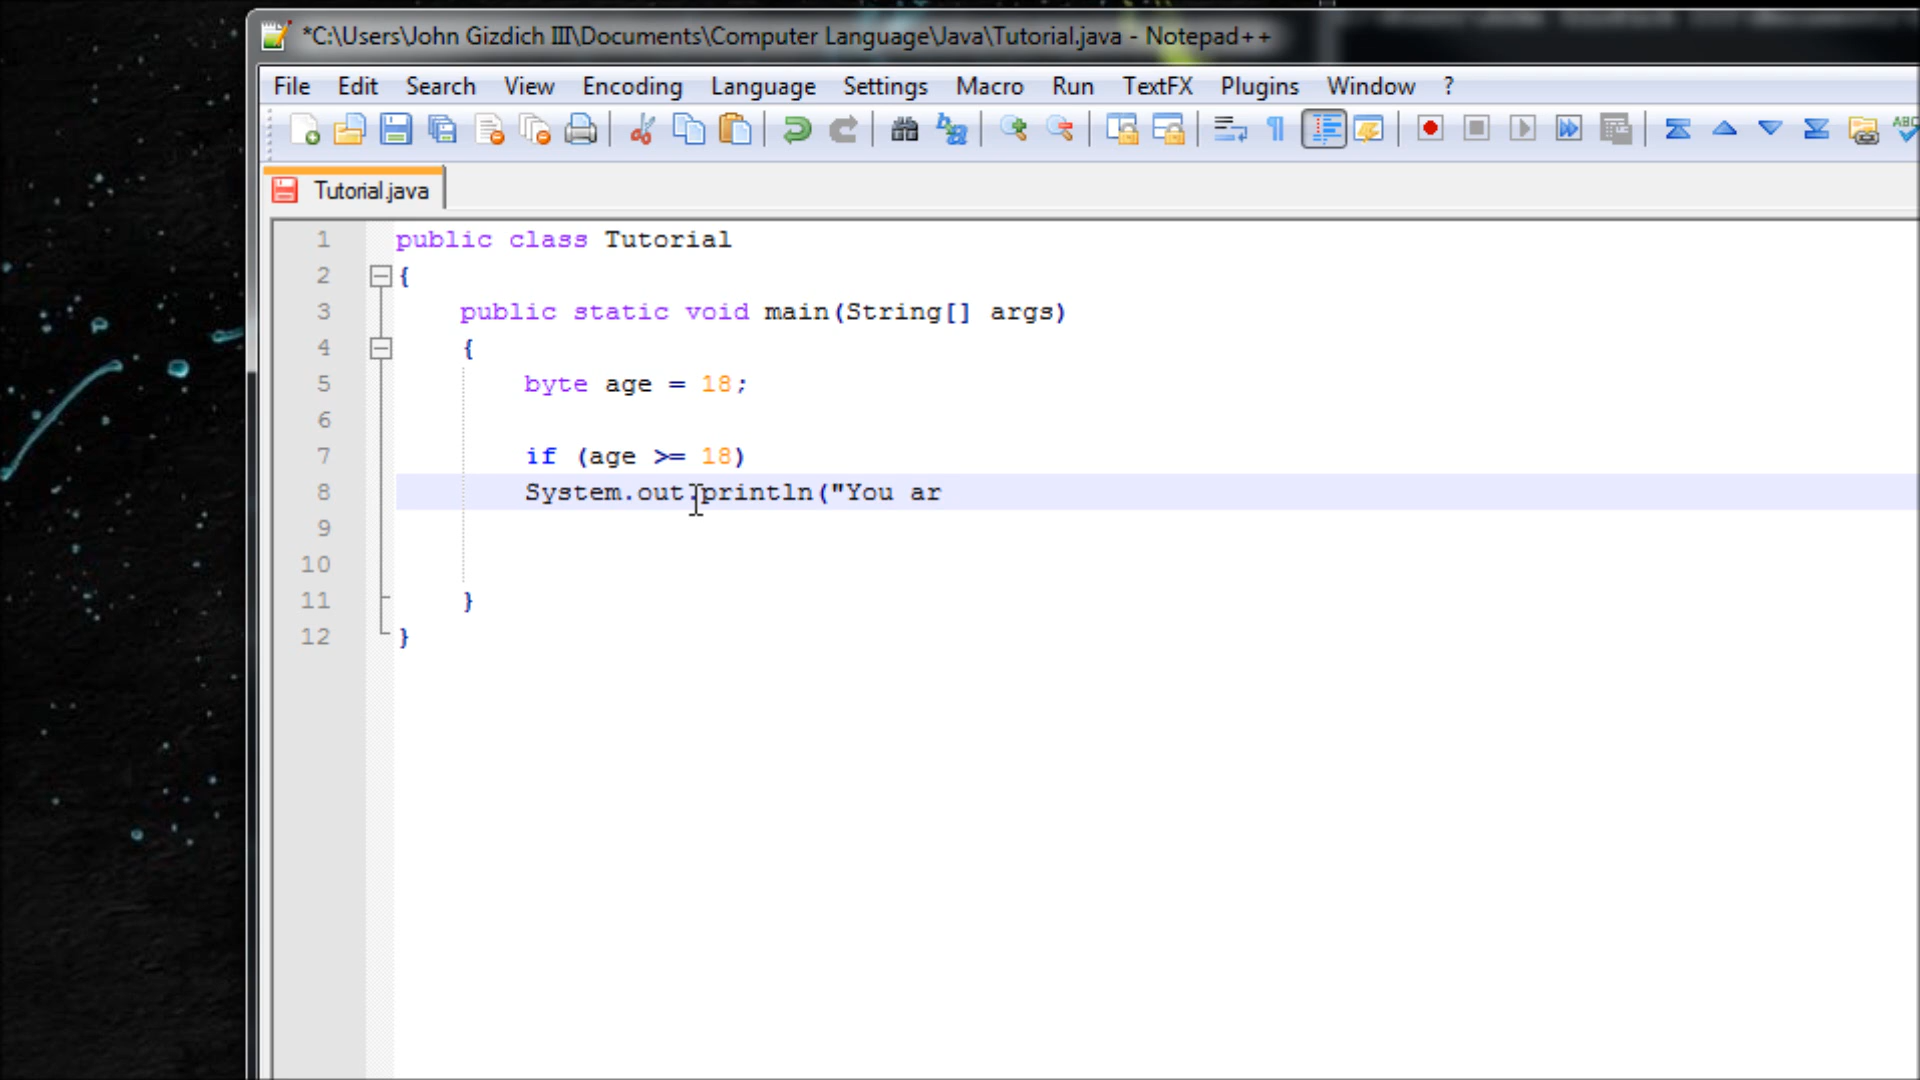 *C:\Users\John Gizdich III\Documents\Computer Language\Java\Tutorial.java - Notepad++
File Edit Search View Encoding Language Settings Macro Run TextFX Plugins Window ?
ABC
Tutorial.java
1 public class Tutorial
2 {
3 public static void main(String[] args)
4 {
5 byte age = 18;
6
7 if (age >= 18)
8 System.out.println("You ar
9
10
11 }
12 }